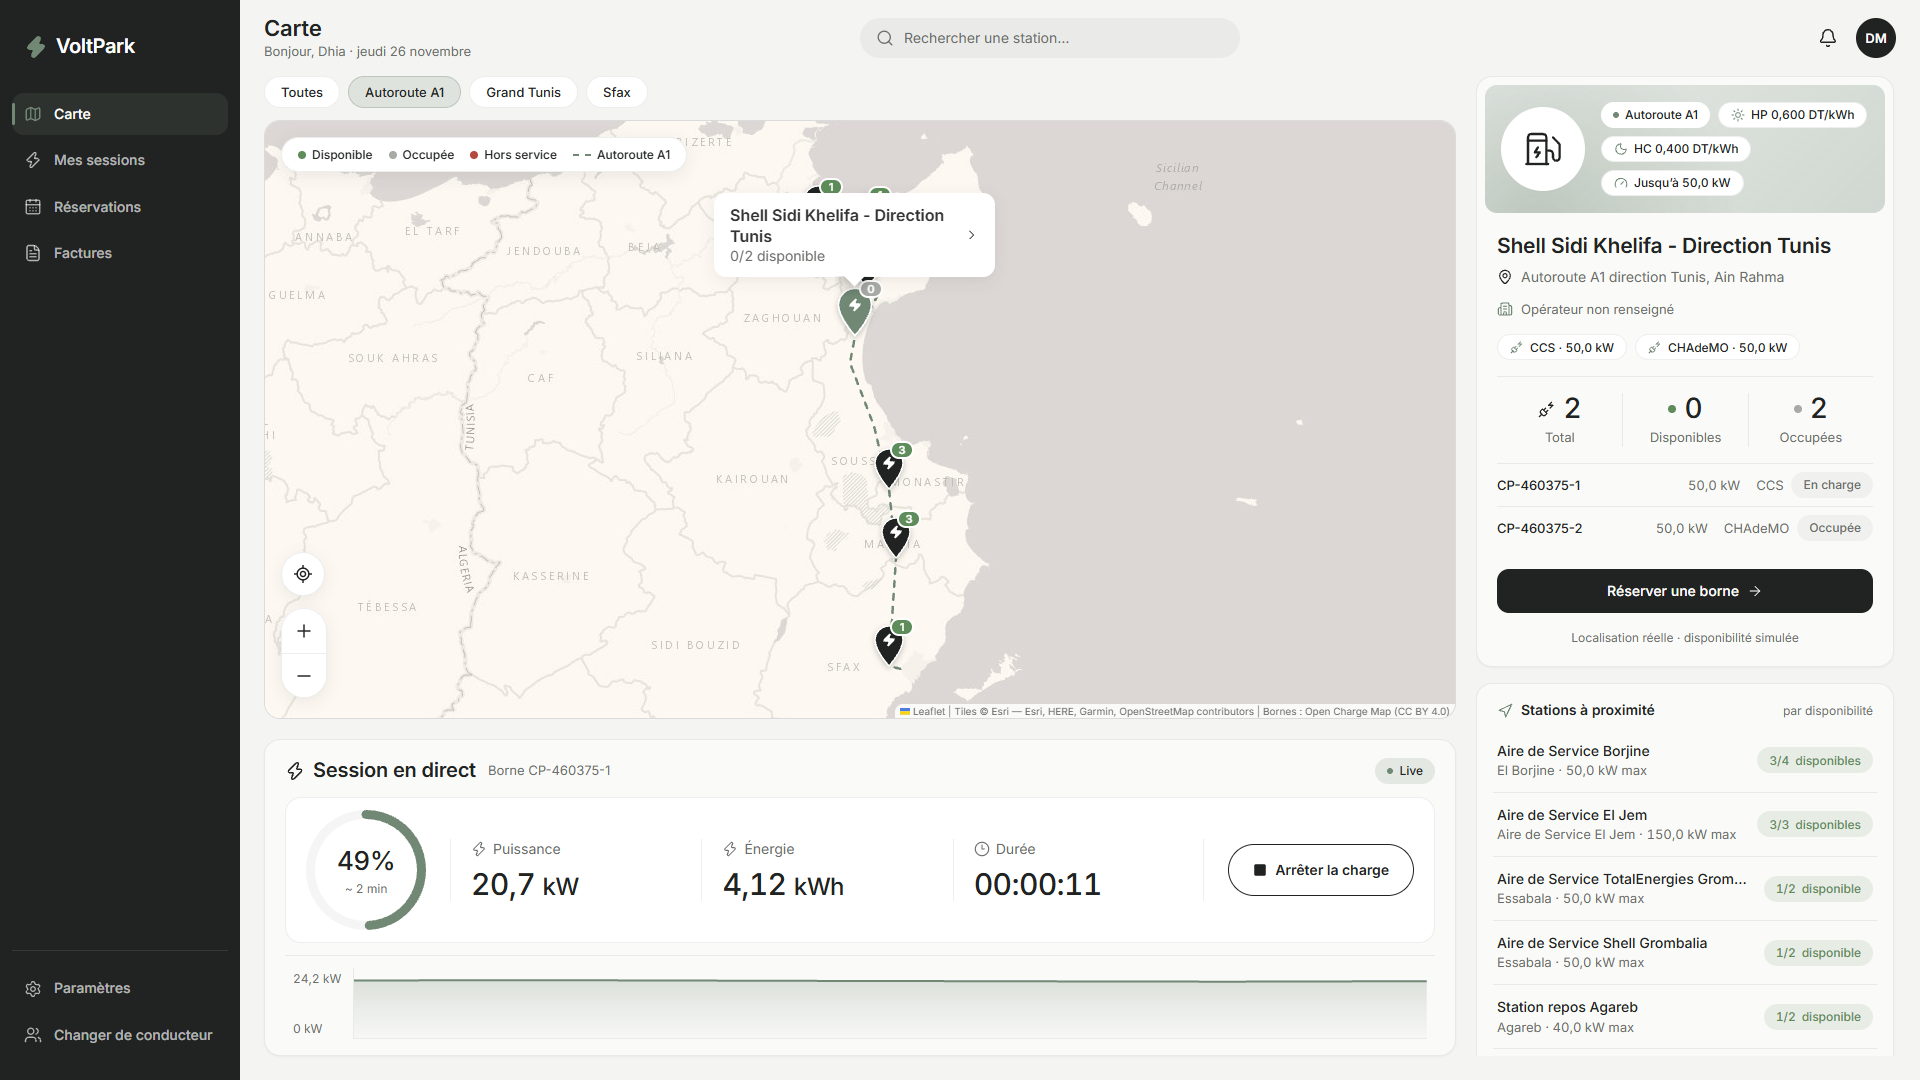 VoltPark
Carte
Mes sessions
Réservations
Factures
Paramètres
Changer de conducteur
Carte
Bonjour, Dhia · jeudi 26 novembre
Rechercher une station...
DM
Toutes
Autoroute A1
Grand Tunis
Sfax
Disponible
Occupée
Hors service
Autoroute A1
Sicilian
Channel
ANNABA
EL TARF
JENDOUBA
BEJA
GUELMA
ZAGHOUAN
SOUK AHRAS
SILIANA
CAF
TUNISIA
KAIROUAN
ALGERIA
KASSERINE
TÉBESSA
SIDI BOUZID
SFAX
1
Shell Sidi Khelifa - Direction
Tunis
0/2 disponible
0
3
3
1
+
−
Leaflet | Tiles © Esri — Esri, HERE, Garmin, OpenStreetMap contributors | Bornes : Open Charge Map (CC BY 4.0)
Session en direct
Borne CP-460375-1
Live
49%
~ 2 min
Puissance
20,7 kW
Énergie
4,12 kWh
Durée
00:00:11
Arrêter la charge
24,2 kW
0 kW
Autoroute A1
HP 0,600 DT/kWh
HC 0,400 DT/kWh
Jusqu'à 50,0 kW
Shell Sidi Khelifa - Direction Tunis
Autoroute A1 direction Tunis, Ain Rahma
Opérateur non renseigné
CCS · 50,0 kW
CHAdeMO · 50,0 kW
2
Total
0
Disponibles
2
Occupées
CP-460375-1 50,0 kW CCS En charge
CP-460375-2 50,0 kW CHAdeMO Occupée
Réserver une borne
Localisation réelle · disponibilité simulée
Stations à proximité
par disponibilité
Aire de Service Borjine
El Borjine · 50,0 kW max
3/4 disponibles
Aire de Service El Jem
Aire de Service El Jem · 150,0 kW max
3/3 disponibles
Aire de Service TotalEnergies Grom...
Essabala · 50,0 kW max
1/2 disponible
Aire de Service Shell Grombalia
Essabala · 50,0 kW max
1/2 disponible
Station repos Agareb
Agareb · 40,0 kW max
1/2 disponible